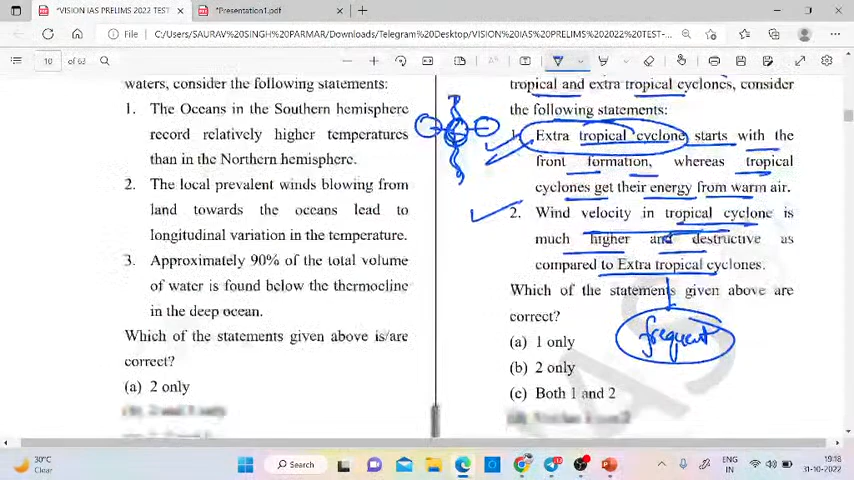 *VISION IAS PRELIMS 2022 TEST-
*Presentation1.pdf
File
C:/Users/SAURAV%20SINGH%20PARMAR/Downloads/Telegram%20Desktop/VISION%20IAS%20PRELIMS%202022%20TEST-...
10 of 63
waters, consider the following statements:
1. The Oceans in the Southern hemisphere
record relatively higher temperatures
than in the Northern hemisphere.
2. The local prevalent winds blowing from
land towards the oceans lead to
longitudinal variation in the temperature.
3. Approximately 90% of the total volume
of water is found below the thermocline
in the deep ocean.
Which of the statements given above is/are
correct?
(a) 2 only
tropical and extra tropical cyclones, consider
the following statements:
1. Extra tropical cyclone starts with the
front formation, whereas tropical
cyclones get their energy from warm air.
2. Wind velocity in tropical cyclone is
much higher and destructive as
compared to Extra tropical cyclones.
Which of the statements given above are
correct?
frequent
(a) 1 only
(b) 2 only
(c) Both 1 and 2
30°C
Clear
Search
ENG
IN
19:18
31-10-2022